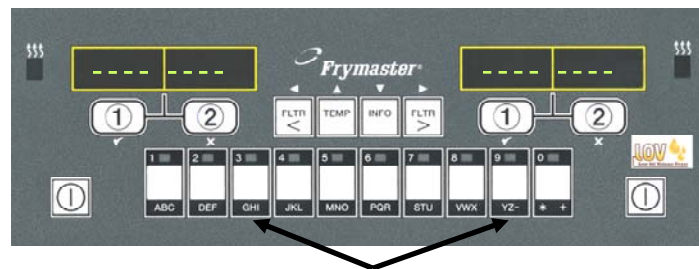 ---- ---- Frymaster ---- ----
1 2 FLTR < TEMP INFO FLTR > 1 2
✓ x ✓ x
LOV
1 2 3 4 5 6 7 8 9 0
ABC DEF GHI JKL MNO PQR STU VWX YZ- * +